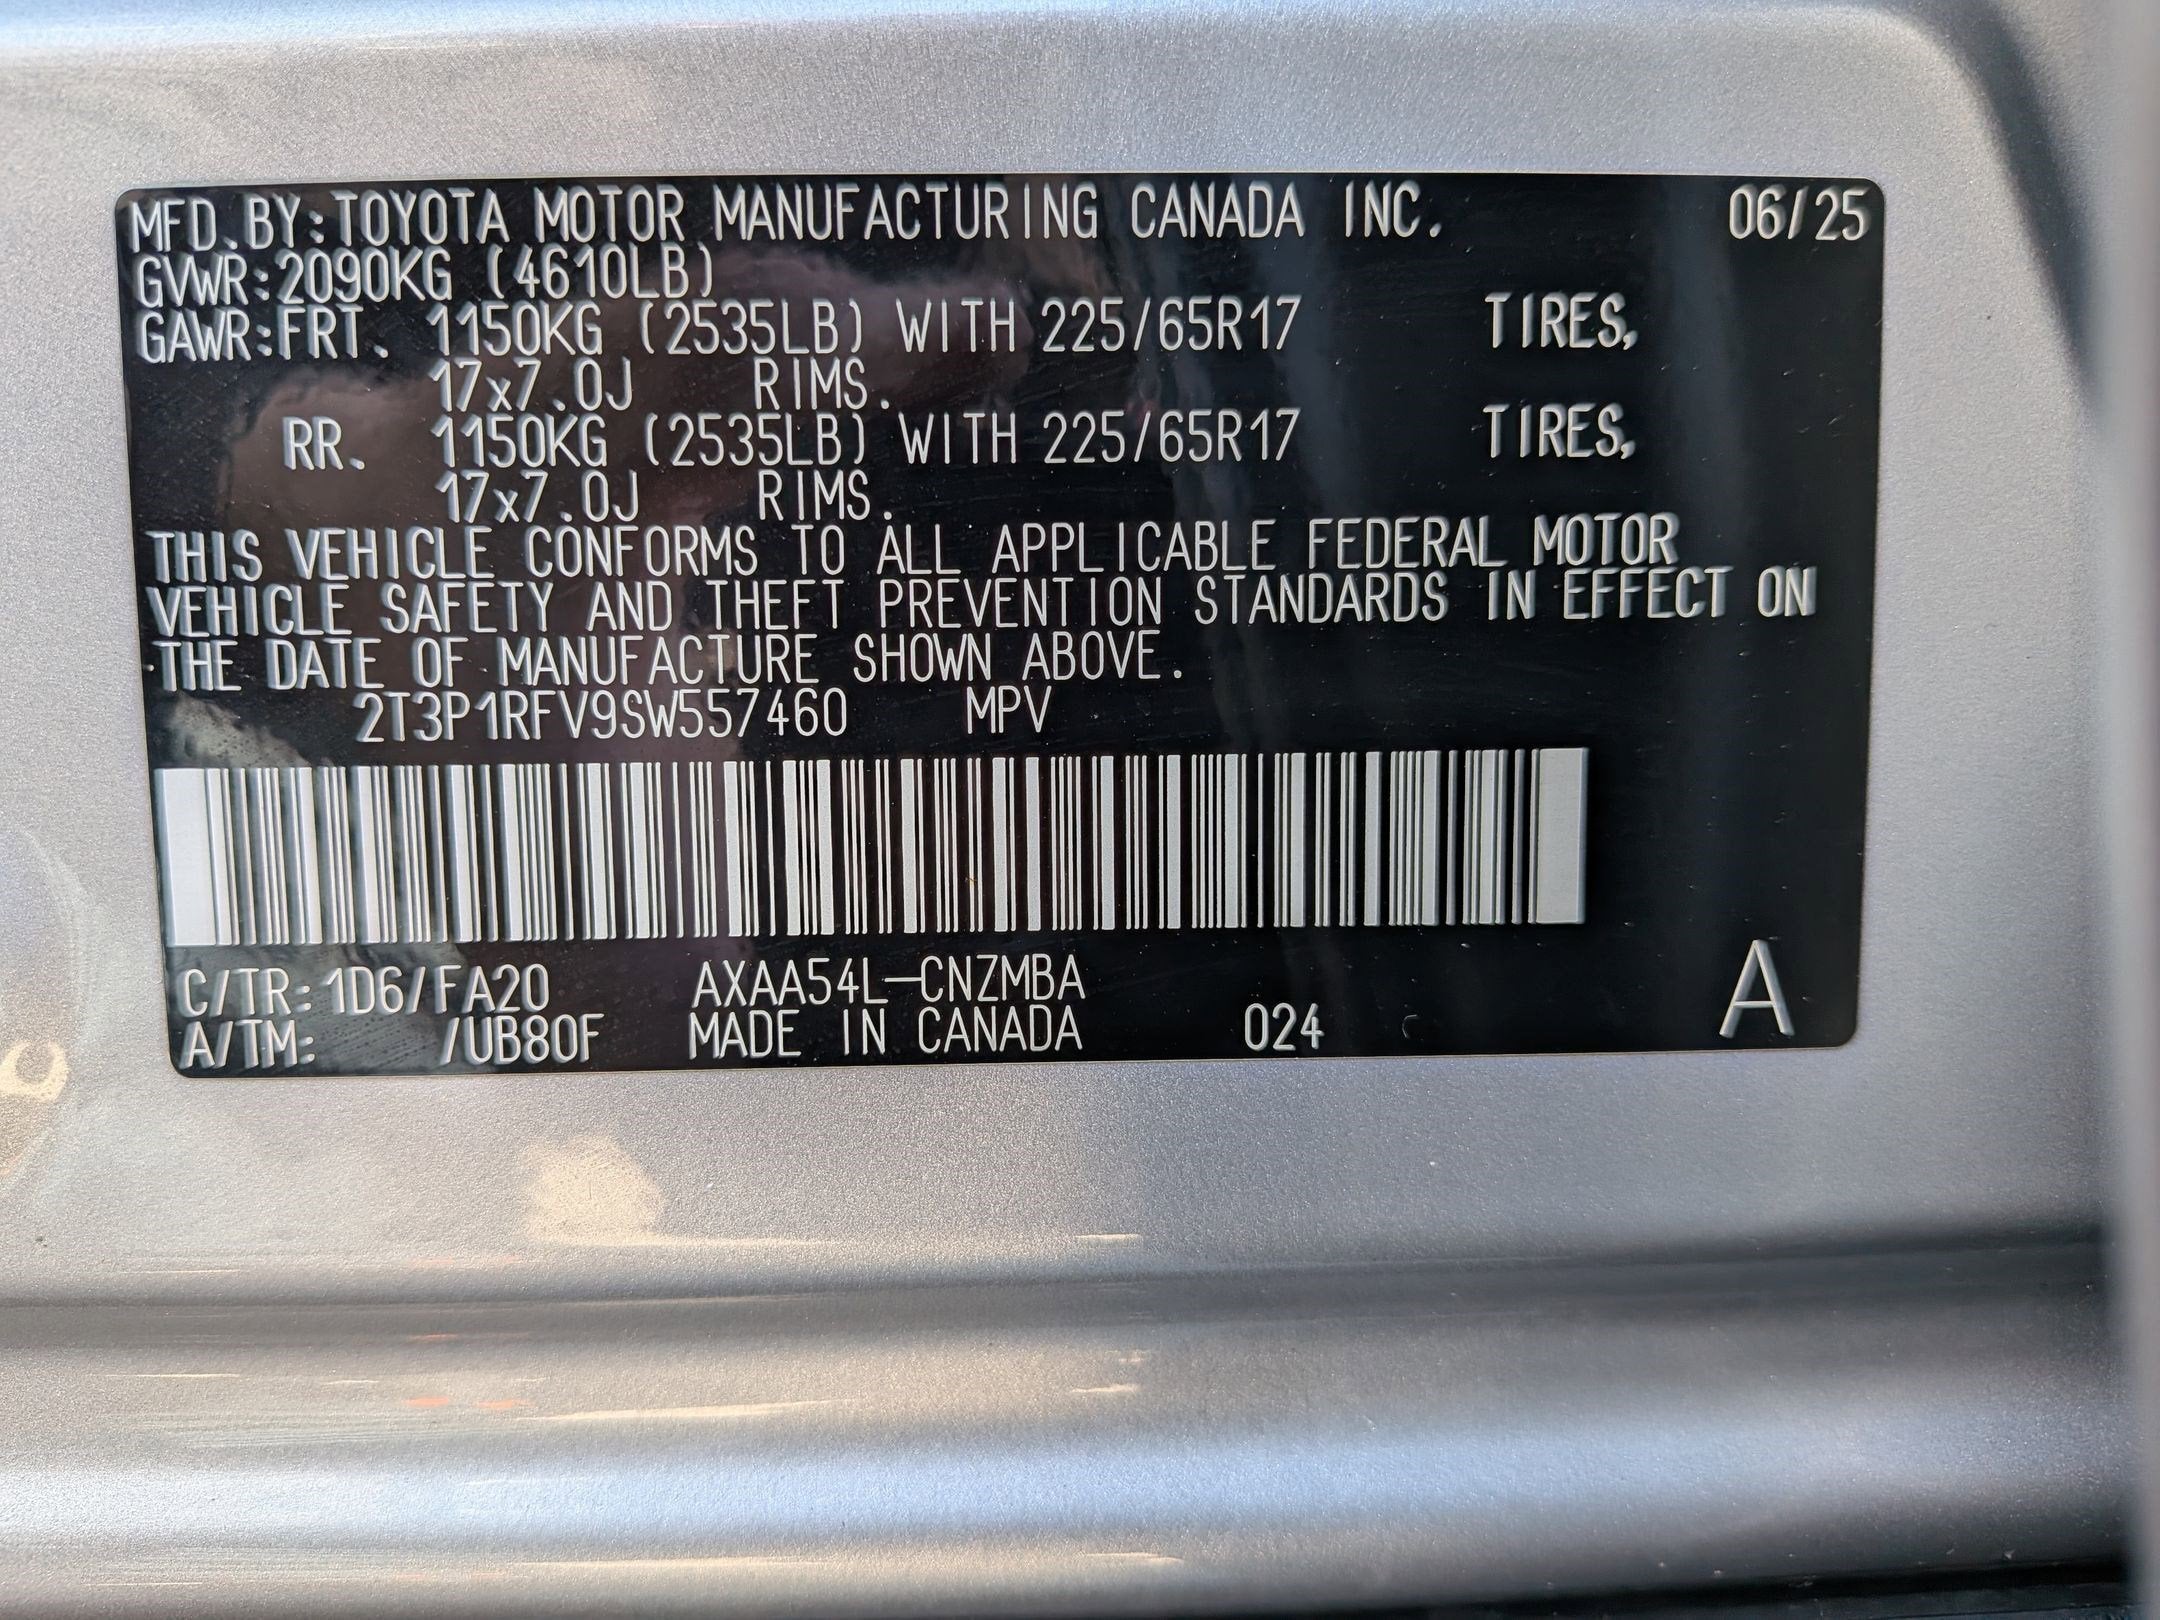 MFD.BY:TOYOTA MOTOR MANUFACTURING CANADA INC. 06/25
GVWR:2090KG (4610LB)
GAWR:FRT. 1150KG (2535LB) WITH 225/65R17 TIRES,
17x7.0J RIMS.
RR. 1150KG (2535LB) WITH 225/65R17 TIRES,
17x7.0J RIMS.
THIS VEHICLE CONFORMS TO ALL APPLICABLE FEDERAL MOTOR
VEHICLE SAFETY AND THEFT PREVENTION STANDARDS IN EFFECT ON
THE DATE OF MANUFACTURE SHOWN ABOVE.
2T3P1RFV9SW557460 MPV
C/TR:1D6/FA20 AXAA54L-CNZMBA
A/TM: /UB80F MADE IN CANADA 024 A